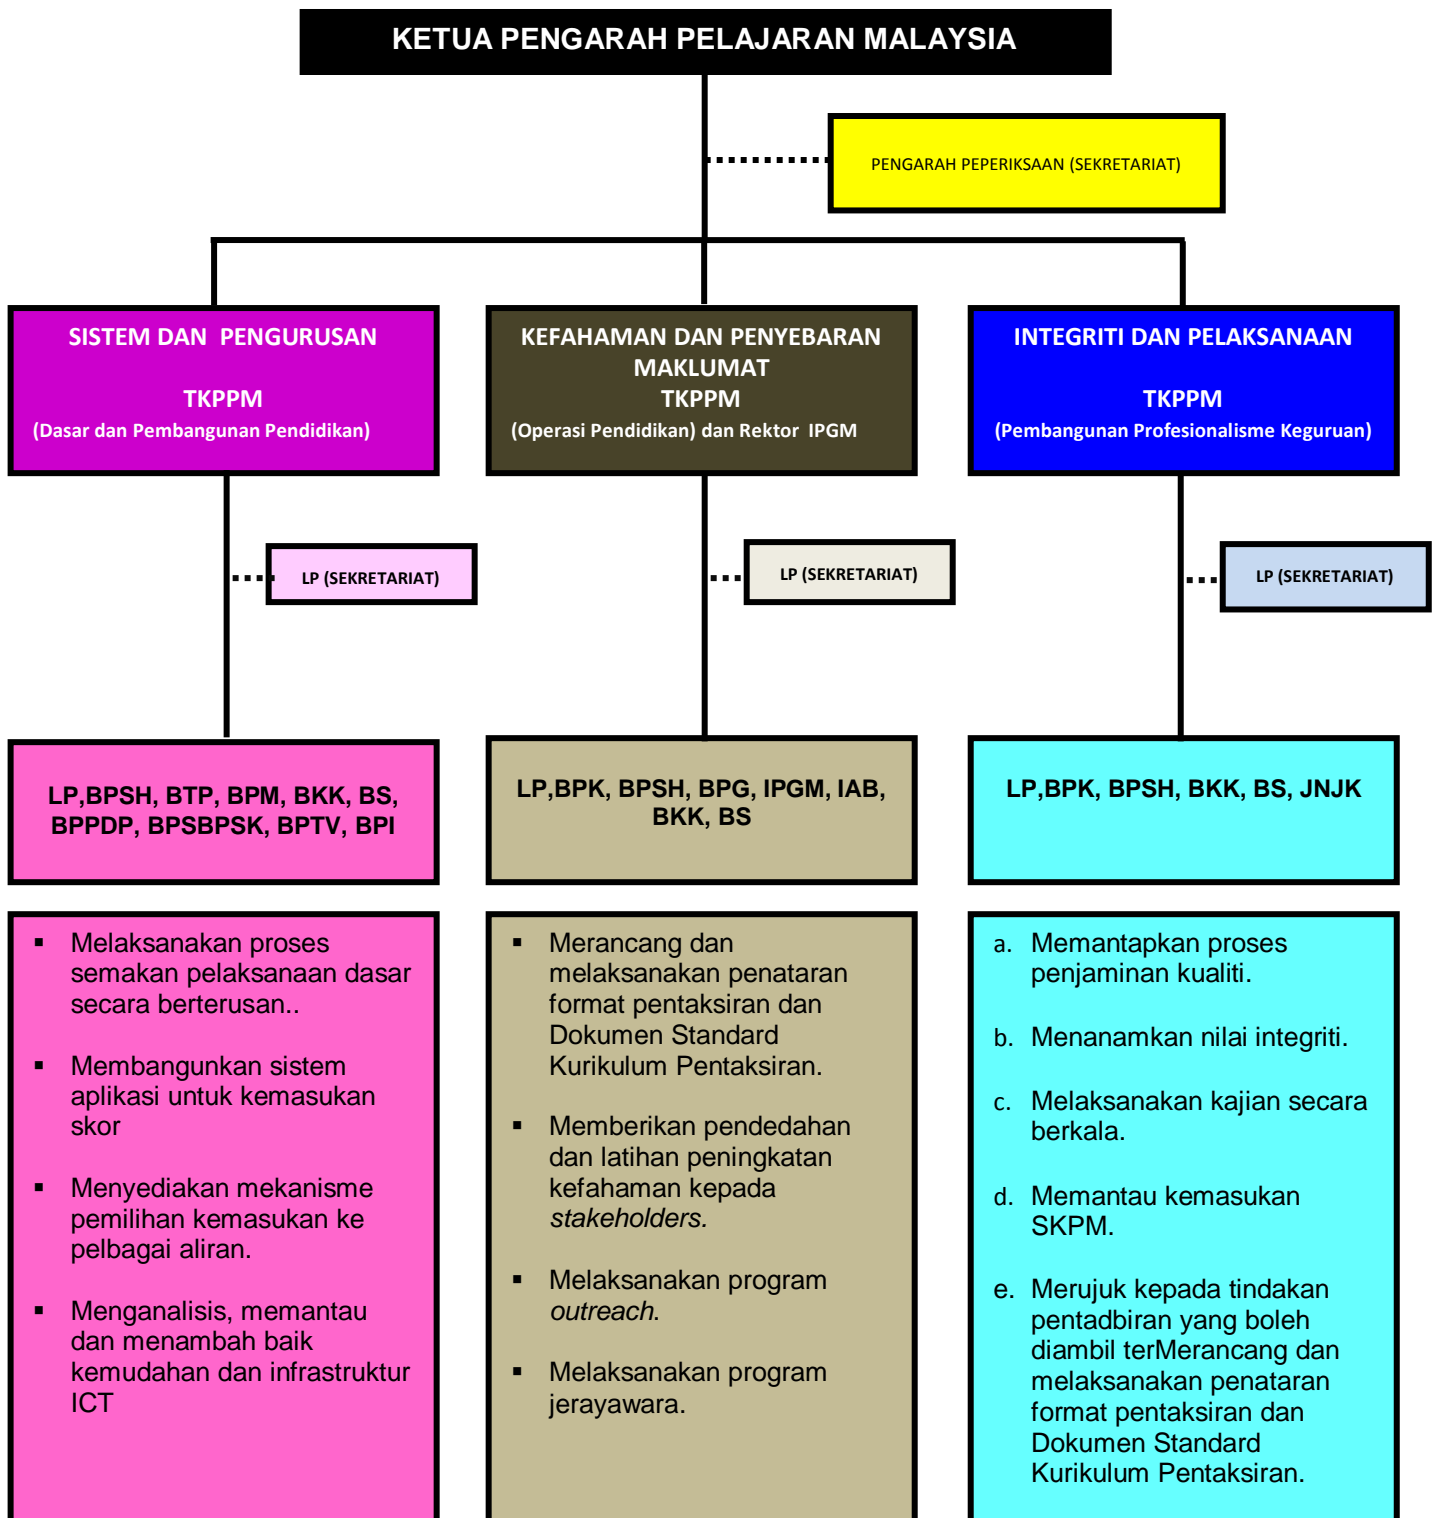 KETUA PENGARAH PELAJARAN MALAYSIA
PENGARAH PEPERIKSAAN (SEKRETARIAT)
SISTEM DAN PENGURUSAN
TKPPM
(Dasar dan Pembangunan Pendidikan)
KEFAHAMAN DAN PENYEBARAN
MAKLUMAT
TKPPM
(Operasi Pendidikan) dan Rektor IPGM
INTEGRITI DAN PELAKSANAAN
TKPPM
(Pembangunan Profesionalisme Keguruan)
LP (SEKRETARIAT)
LP (SEKRETARIAT)
LP (SEKRETARIAT)
LP,BPSH, BTP, BPM, BKK, BS,
BPPDP, BPSBPSK, BPTV, BPI
LP,BPK, BPSH, BPG, IPGM, IAB,
BKK, BS
LP,BPK, BPSH, BKK, BS, JNJK
▪ Melaksanakan proses
semakan pelaksanaan dasar
secara berterusan..
▪ Membangunkan sistem
aplikasi untuk kemasukan
skor
▪ Menyediakan mekanisme
pemilihan kemasukan ke
pelbagai aliran.
▪ Menganalisis, memantau
dan menambah baik
kemudahan dan infrastruktur
ICT
▪ Merancang dan
melaksanakan penataran
format pentaksiran dan
Dokumen Standard
Kurikulum Pentaksiran.
▪ Memberikan pendedahan
dan latihan peningkatan
kefahaman kepada
stakeholders.
▪ Melaksanakan program
outreach.
▪ Melaksanakan program
jerayawara.
a. Memantapkan proses
penjaminan kualiti.
b. Menanamkan nilai integriti.
c. Melaksanakan kajian secara
berkala.
d. Memantau kemasukan
SKPM.
e. Merujuk kepada tindakan
pentadbiran yang boleh
diambil terMerancang dan
melaksanakan penataran
format pentaksiran dan
Dokumen Standard
Kurikulum Pentaksiran.